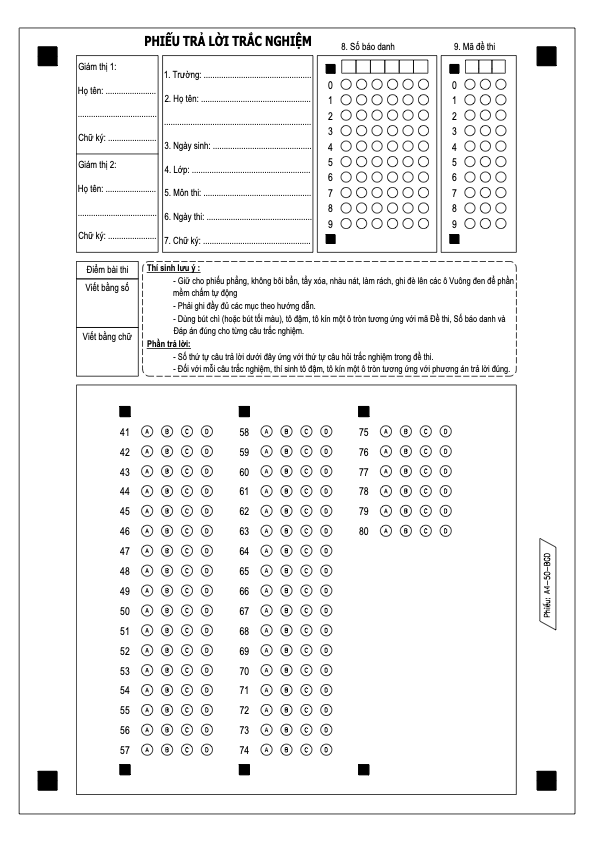 PHIẾU TRẢ LỜI TRẮC NGHIỆM
Giám thị 1:
Họ tên: .....................
................................
Chữ ký: .....................
Giám thị 2:
Họ tên: .....................
................................
Chữ ký: .....................
1. Trường: ..........................................
2. Họ tên: ..........................................
..........................................................
3. Ngày sinh: .....................................
4. Lớp: ..............................................
5. Môn thi: .........................................
6. Ngày thi: .......................................
7. Chữ ký: .........................................
8. Số báo danh
0
1
2
3
4
5
6
7
8
9
9. Mã đề thi
0
1
2
3
4
5
6
7
8
9
Điểm bài thi
Viết bằng số
Viết bằng chữ
Thí sinh lưu ý :
- Giữ cho phiếu phẳng, không bôi bẩn, tẩy xóa, nhàu nát, làm rách, ghi đè lên các ô Vuông đen để phần
mềm chấm tự động
- Phải ghi đầy đủ các mục theo hướng dẫn.
- Dùng bút chì (hoặc bút tối màu), tô đậm, tô kín một ô tròn tương ứng với mã Đề thi, Số báo danh và
Đáp án đúng cho từng câu trắc nghiệm.
Phần trả lời:
- Số thứ tự câu trả lời dưới đây ứng với thứ tự câu hỏi trắc nghiệm trong đề thi.
- Đối với mỗi câu trắc nghiệm, thí sinh tô đậm, tô kín một ô tròn tương ứng với phương án trả lời đúng.
41 A B C D
42 A B C D
43 A B C D
44 A B C D
45 A B C D
46 A B C D
47 A B C D
48 A B C D
49 A B C D
50 A B C D
51 A B C D
52 A B C D
53 A B C D
54 A B C D
55 A B C D
56 A B C D
57 A B C D
58 A B C D
59 A B C D
60 A B C D
61 A B C D
62 A B C D
63 A B C D
64 A B C D
65 A B C D
66 A B C D
67 A B C D
68 A B C D
69 A B C D
70 A B C D
71 A B C D
72 A B C D
73 A B C D
74 A B C D
75 A B C D
76 A B C D
77 A B C D
78 A B C D
79 A B C D
80 A B C D
Phiếu: A4-50-BGD